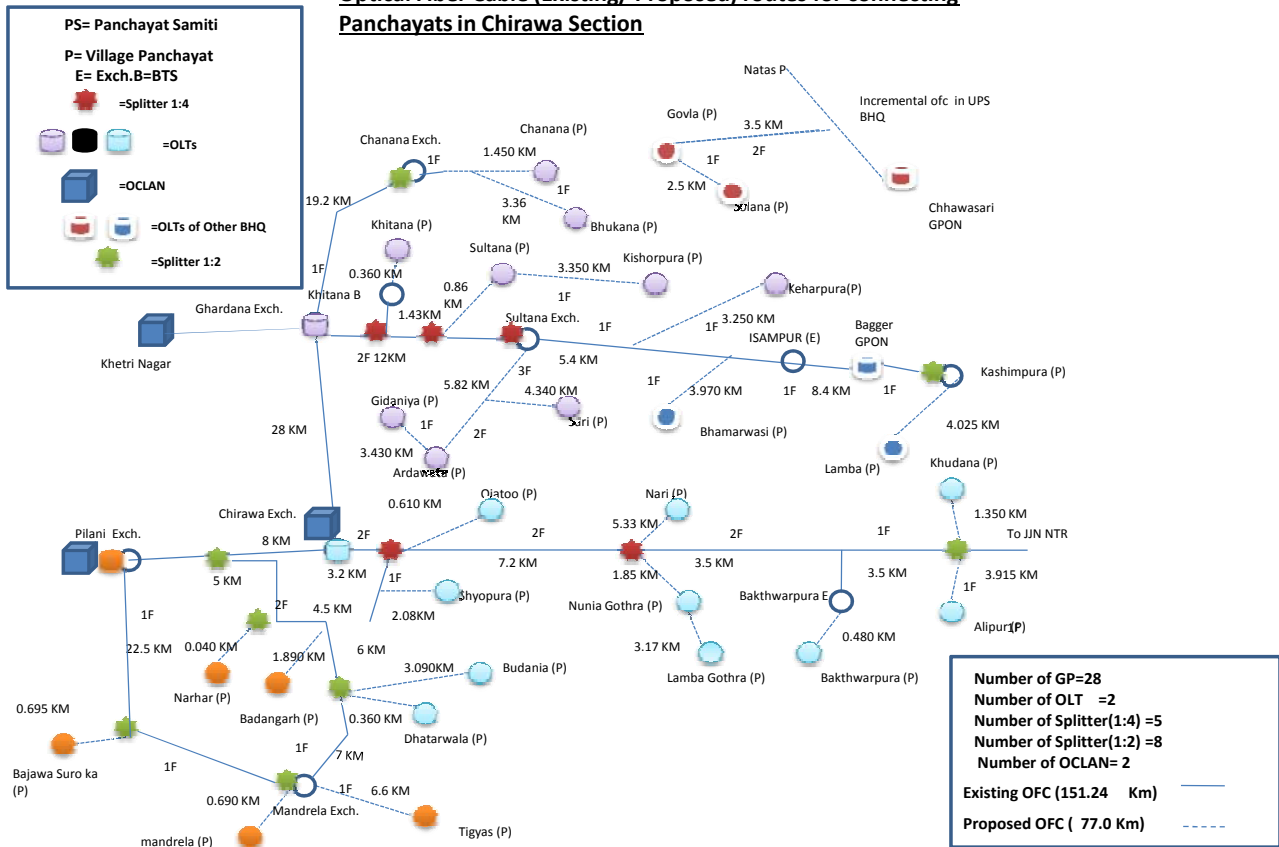 Optical Fiber Cable (Existing/ Proposed) routes for connecting
Panchayats in Chirawa Section
PS= Panchayat Samiti
P= Village Panchayat
E= Exch.B=BTS
=Splitter 1:4
=OLTs
=OCLAN
=OLTs of Other BHQ
=Splitter 1:2
Natas P
Incremental ofc in UPS
BHQ
Govla (P)
3.5 KM
2F
1F
2.5 KM
Chhawasari
GPON
Chanana Exch.
Chanana (P)
1F
1.450 KM
1F
3.36
KM
Bhukana (P)
19.2 KM
Khitana (P)
Sultana (P)
Kishorpura (P)
3.350 KM
1F
0.360 KM
0.86
KM
1F
Keharpura(P)
Khitana B
Ghardana Exch.
1.43KM
Sultana Exch.
1F
1F
3.250 KM
ISAMPUR (E)
Bagger
GPON
Khetri Nagar
2F 12KM
3F
5.4 KM
1F
8.4 KM
1F
Kashimpura (P)
5.82 KM
4.340 KM
1F
3.970 KM
Gidaniya (P)
1F
2F
Bhamarwasi (P)
4.025 KM
28 KM
3.430 KM
Lamba (P)
Khudana (P)
0.610 KM
Nari (P)
Chirawa Exch.
1.350 KM
Pilani Exch.
8 KM
2F
2F
5.33 KM
2F
1F
To JJN NTR
5 KM
3.2 KM
1F
7.2 KM
1.85 KM
3.5 KM
3.5 KM
3.915 KM
1F
2F
4.5 KM
2.08KM
Nunia Gothra (P)
Bakthwarpura E
1F
22.5 KM
0.040 KM
1.890 KM
6 KM
3.17 KM
0.480 KM
3.090KM
Budania (P)
Lamba Gothra (P)
Bakthwarpura (P)
Narhar (P)
Badangarh (P)
0.360 KM
Dhatarwala (P)
0.695 KM
1F
7 KM
Bajawa Suro ka
(P)
1F
1F
6.6 KM
0.690 KM
Mandrela Exch.
Tigyas (P)
mandrela (P)
Number of GP=28
Number of OLT =2
Number of Splitter(1:4) =5
Number of Splitter(1:2) =8
Number of OCLAN= 2
Existing OFC (151.24 Km)
Proposed OFC ( 77.0 Km)